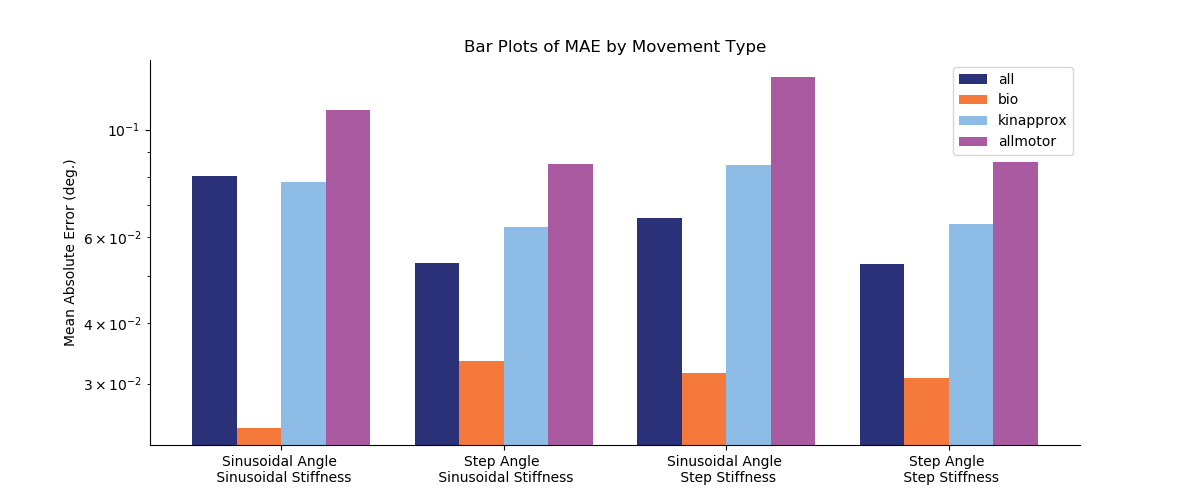 Bar Plots of MAE by Movement Type
all
bio
kinapprox
allmotor
Mean Absolute Error (deg.)
10⁻¹
6 × 10⁻²
4 × 10⁻²
3 × 10⁻²
Sinusoidal Angle
Sinusoidal Stiffness
Step Angle
Sinusoidal Stiffness
Sinusoidal Angle
Step Stiffness
Step Angle
Step Stiffness